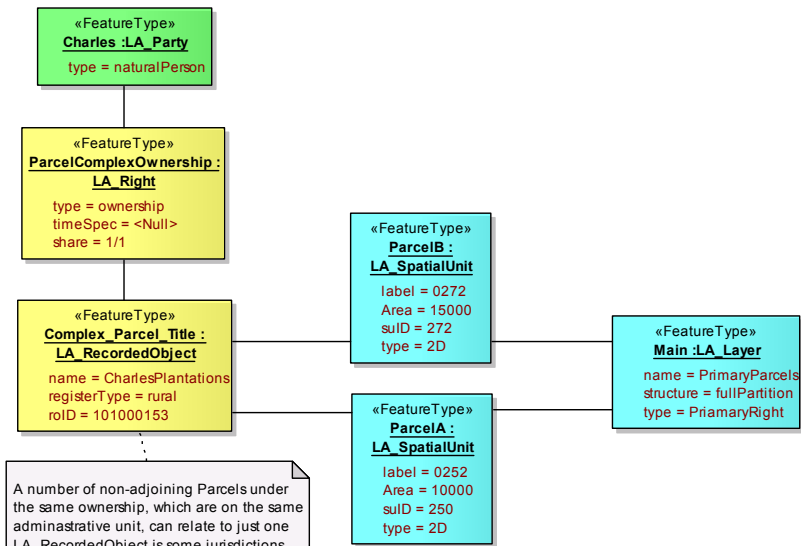 «FeatureType»
Charles :LA_Party
type = naturalPerson
«FeatureType»
ParcelComplexOwnership :
LA_Right
type = ownership
timeSpec = <Null>
share = 1/1
«FeatureType»
Complex_Parcel_Title :
LA_RecordedObject
name = CharlesPlantations
registerType = rural
roID = 101000153
«FeatureType»
ParcelB :
LA_SpatialUnit
label = 0272
Area = 15000
suID = 272
type = 2D
«FeatureType»
ParcelA :
LA_SpatialUnit
label = 0252
Area = 10000
suID = 250
type = 2D
«FeatureType»
Main :LA_Layer
name = PrimaryParcels
structure = fullPartition
type = PriamaryRight
A number of non-adjoining Parcels under
the same ownership, which are on the same
adminastrative unit, can relate to just one
LA_RecordedObject is some jurisdictions